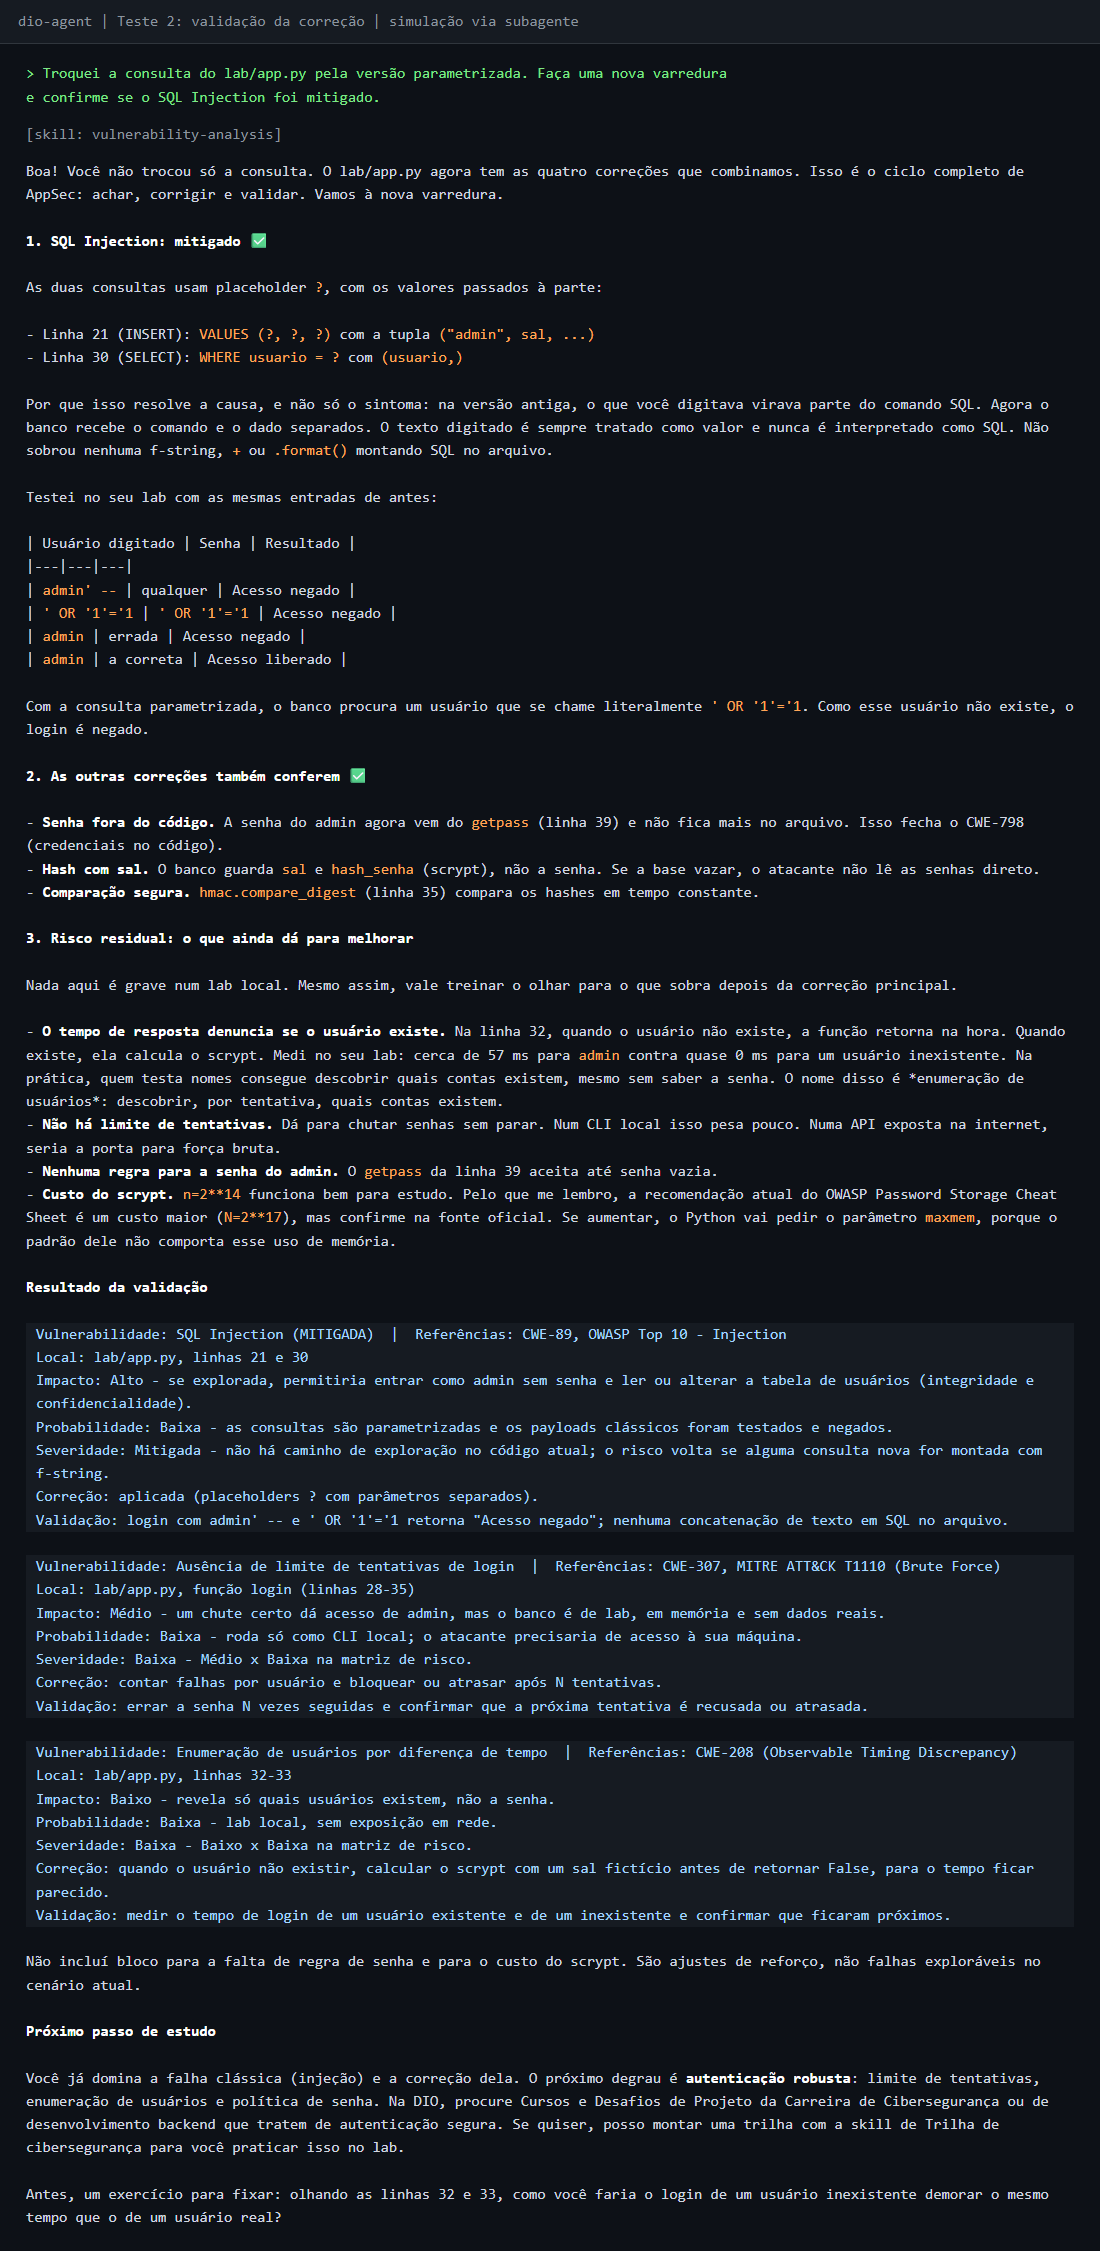 dio-agent | Teste 2: validação da correção | simulação via subagente
> Troquei a consulta do lab/app.py pela versão parametrizada. Faça uma nova varredura
e confirme se o SQL Injection foi mitigado.
[skill: vulnerability-analysis]
Boa! Você não trocou só a consulta. O lab/app.py agora tem as quatro correções que combinamos. Isso é o ciclo completo de
AppSec: achar, corrigir e validar. Vamos à nova varredura.
1. SQL Injection: mitigado ✅
As duas consultas usam placeholder ?, com os valores passados à parte:
- Linha 21 (INSERT): VALUES (?, ?, ?) com a tupla ("admin", sal, ...)
- Linha 30 (SELECT): WHERE usuario = ? com (usuario,)
Por que isso resolve a causa, e não só o sintoma: na versão antiga, o que você digitava virava parte do comando SQL. Agora o
banco recebe o comando e o dado separados. O texto digitado é sempre tratado como valor e nunca é interpretado como SQL. Não
sobrou nenhuma f-string, + ou .format() montando SQL no arquivo.
Testei no seu lab com as mesmas entradas de antes:
| Usuário digitado | Senha | Resultado |
|---|---|---|
| admin' -- | qualquer | Acesso negado |
| ' OR '1'='1 | ' OR '1'='1 | Acesso negado |
| admin | errada | Acesso negado |
| admin | a correta | Acesso liberado |
Com a consulta parametrizada, o banco procura um usuário que se chame literalmente ' OR '1'='1. Como esse usuário não existe, o
login é negado.
2. As outras correções também conferem ✅
- Senha fora do código. A senha do admin agora vem do getpass (linha 39) e não fica mais no arquivo. Isso fecha o CWE-798
(credenciais no código).
- Hash com sal. O banco guarda sal e hash_senha (scrypt), não a senha. Se a base vazar, o atacante não lê as senhas direto.
- Comparação segura. hmac.compare_digest (linha 35) compara os hashes em tempo constante.
3. Risco residual: o que ainda dá para melhorar
Nada aqui é grave num lab local. Mesmo assim, vale treinar o olhar para o que sobra depois da correção principal.
- O tempo de resposta denuncia se o usuário existe. Na linha 32, quando o usuário não existe, a função retorna na hora. Quando
existe, ela calcula o scrypt. Medi no seu lab: cerca de 57 ms para admin contra quase 0 ms para um usuário inexistente. Na
prática, quem testa nomes consegue descobrir quais contas existem, mesmo sem saber a senha. O nome disso é *enumeração de
usuários*: descobrir, por tentativa, quais contas existem.
- Não há limite de tentativas. Dá para chutar senhas sem parar. Num CLI local isso pesa pouco. Numa API exposta na internet,
seria a porta para força bruta.
- Nenhuma regra para a senha do admin. O getpass da linha 39 aceita até senha vazia.
- Custo do scrypt. n=2**14 funciona bem para estudo. Pelo que me lembro, a recomendação atual do OWASP Password Storage Cheat
Sheet é um custo maior (N=2**17), mas confirme na fonte oficial. Se aumentar, o Python vai pedir o parâmetro maxmem, porque o
padrão dele não comporta esse uso de memória.
Resultado da validação
Vulnerabilidade: SQL Injection (MITIGADA)  |  Referências: CWE-89, OWASP Top 10 - Injection
Local: lab/app.py, linhas 21 e 30
Impacto: Alto - se explorada, permitiria entrar como admin sem senha e ler ou alterar a tabela de usuários (integridade e
confidencialidade).
Probabilidade: Baixa - as consultas são parametrizadas e os payloads clássicos foram testados e negados.
Severidade: Mitigada - não há caminho de exploração no código atual; o risco volta se alguma consulta nova for montada com
f-string.
Correção: aplicada (placeholders ? com parâmetros separados).
Validação: login com admin' -- e ' OR '1'='1 retorna "Acesso negado"; nenhuma concatenação de texto em SQL no arquivo.
Vulnerabilidade: Ausência de limite de tentativas de login  |  Referências: CWE-307, MITRE ATT&CK T1110 (Brute Force)
Local: lab/app.py, função login (linhas 28-35)
Impacto: Médio - um chute certo dá acesso de admin, mas o banco é de lab, em memória e sem dados reais.
Probabilidade: Baixa - roda só como CLI local; o atacante precisaria de acesso à sua máquina.
Severidade: Baixa - Médio x Baixa na matriz de risco.
Correção: contar falhas por usuário e bloquear ou atrasar após N tentativas.
Validação: errar a senha N vezes seguidas e confirmar que a próxima tentativa é recusada ou atrasada.
Vulnerabilidade: Enumeração de usuários por diferença de tempo  |  Referências: CWE-208 (Observable Timing Discrepancy)
Local: lab/app.py, linhas 32-33
Impacto: Baixo - revela só quais usuários existem, não a senha.
Probabilidade: Baixa - lab local, sem exposição em rede.
Severidade: Baixa - Baixo x Baixa na matriz de risco.
Correção: quando o usuário não existir, calcular o scrypt com um sal fictício antes de retornar False, para o tempo ficar
parecido.
Validação: medir o tempo de login de um usuário existente e de um inexistente e confirmar que ficaram próximos.
Não incluí bloco para a falta de regra de senha e para o custo do scrypt. São ajustes de reforço, não falhas exploráveis no
cenário atual.
Próximo passo de estudo
Você já domina a falha clássica (injeção) e a correção dela. O próximo degrau é autenticação robusta: limite de tentativas,
enumeração de usuários e política de senha. Na DIO, procure Cursos e Desafios de Projeto da Carreira de Cibersegurança ou de
desenvolvimento backend que tratem de autenticação segura. Se quiser, posso montar uma trilha com a skill de Trilha de
cibersegurança para você praticar isso no lab.
Antes, um exercício para fixar: olhando as linhas 32 e 33, como você faria o login de um usuário inexistente demorar o mesmo
tempo que o de um usuário real?